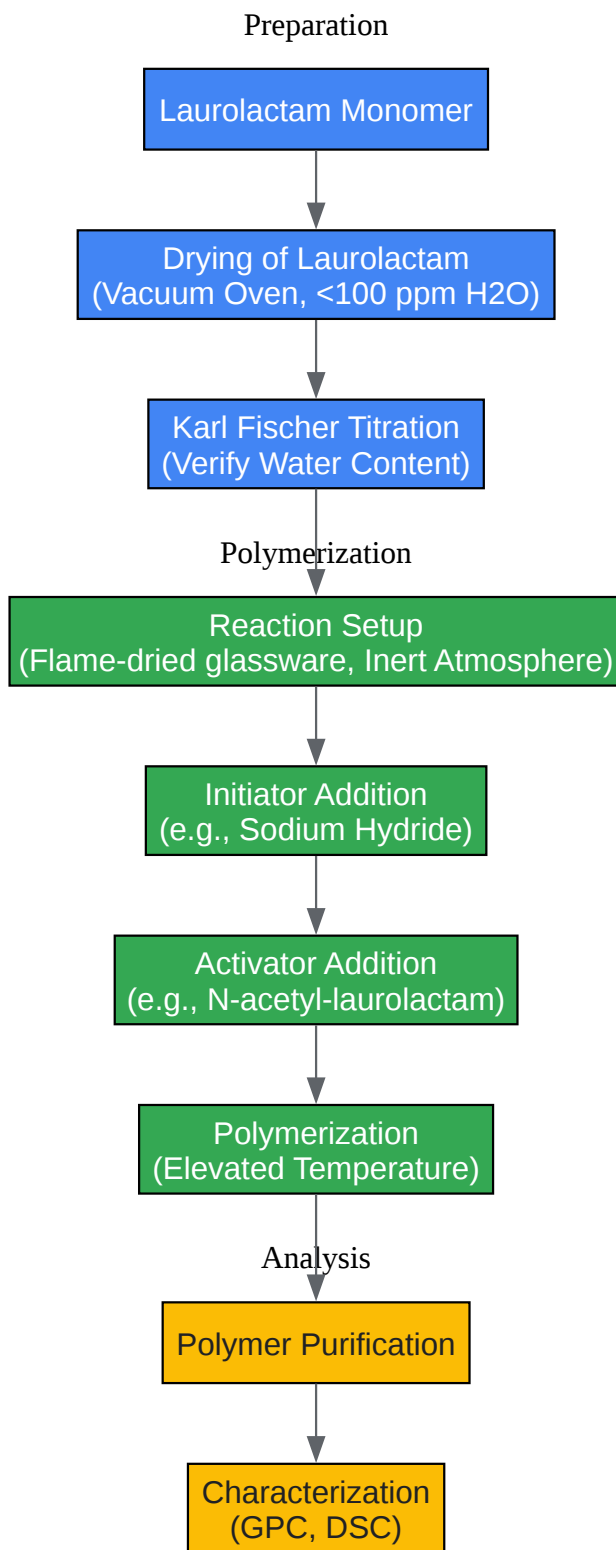 Preparation
Laurolactam Monomer
Drying of Laurolactam
(Vacuum Oven, <100 ppm H2O)
Karl Fischer Titration
(Verify Water Content)
Polymerization
Reaction Setup
(Flame-dried glassware, Inert Atmosphere)
Initiator Addition
(e.g., Sodium Hydride)
Activator Addition
(e.g., N-acetyl-laurolactam)
Polymerization
(Elevated Temperature)
Analysis
Polymer Purification
Characterization
(GPC, DSC)